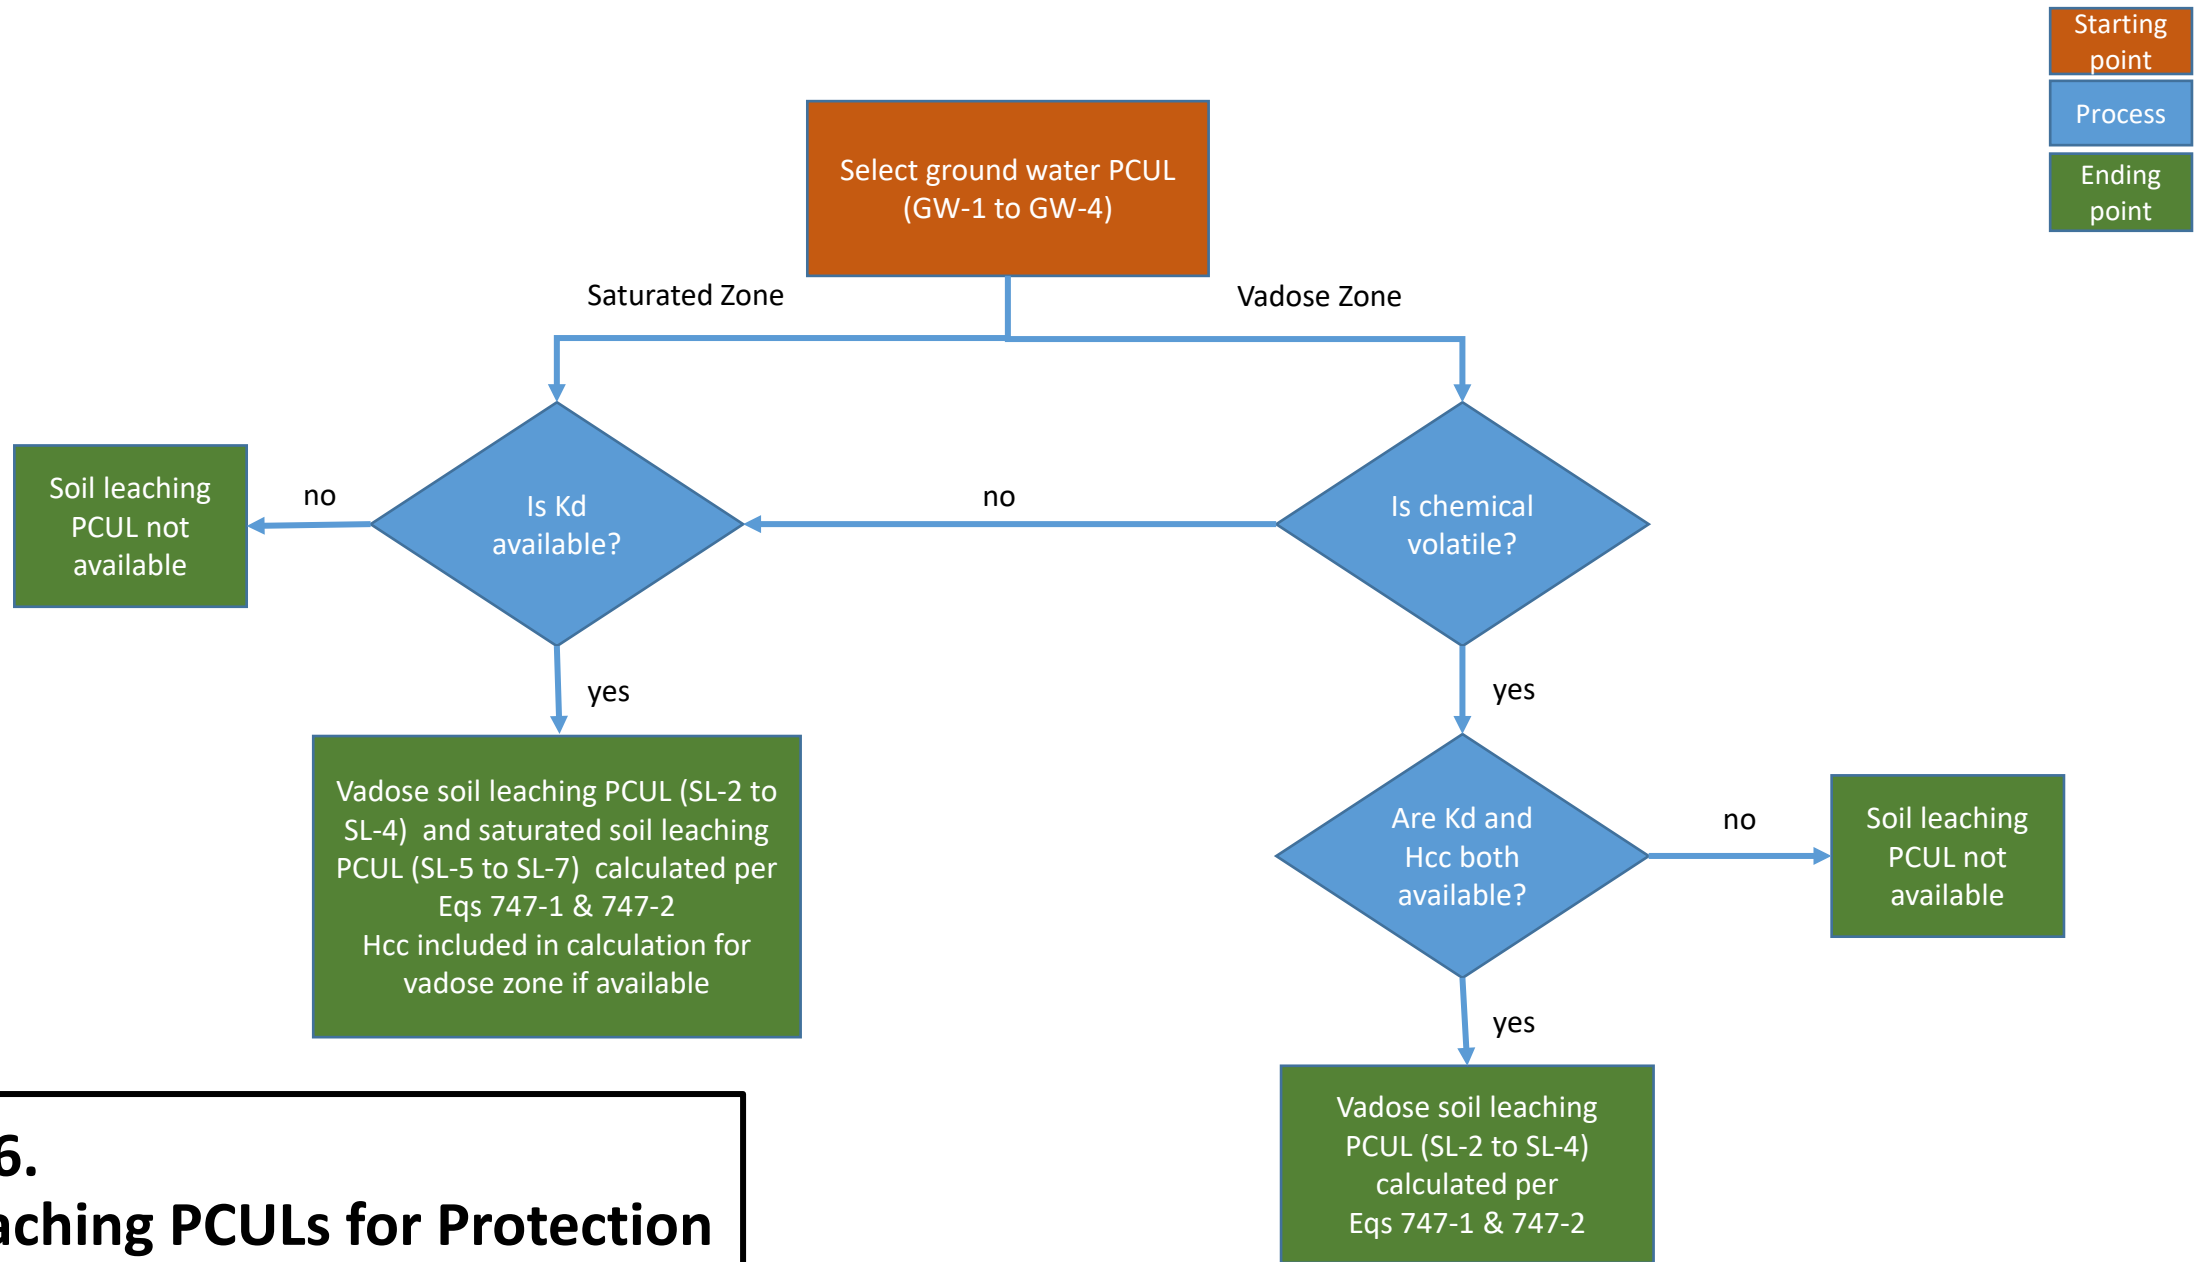 Starting
point
Process
Ending
point
Select ground water PCUL
(GW-1 to GW-4)
Saturated Zone
Vadose Zone
Soil leaching
PCUL not
available
no
Is Kd
available?
no
Is chemical
volatile?
yes
yes
Vadose soil leaching PCUL (SL-2 to
SL-4)  and saturated soil leaching
PCUL (SL-5 to SL-7)  calculated per
Eqs 747-1 & 747-2
Hcc included in calculation for
vadose zone if available
Are Kd and
Hcc both
available?
no
Soil leaching
PCUL not
available
yes
Vadose soil leaching
PCUL (SL-2 to SL-4)
calculated per
Eqs 747-1 & 747-2
6.
aching PCULs for Protection